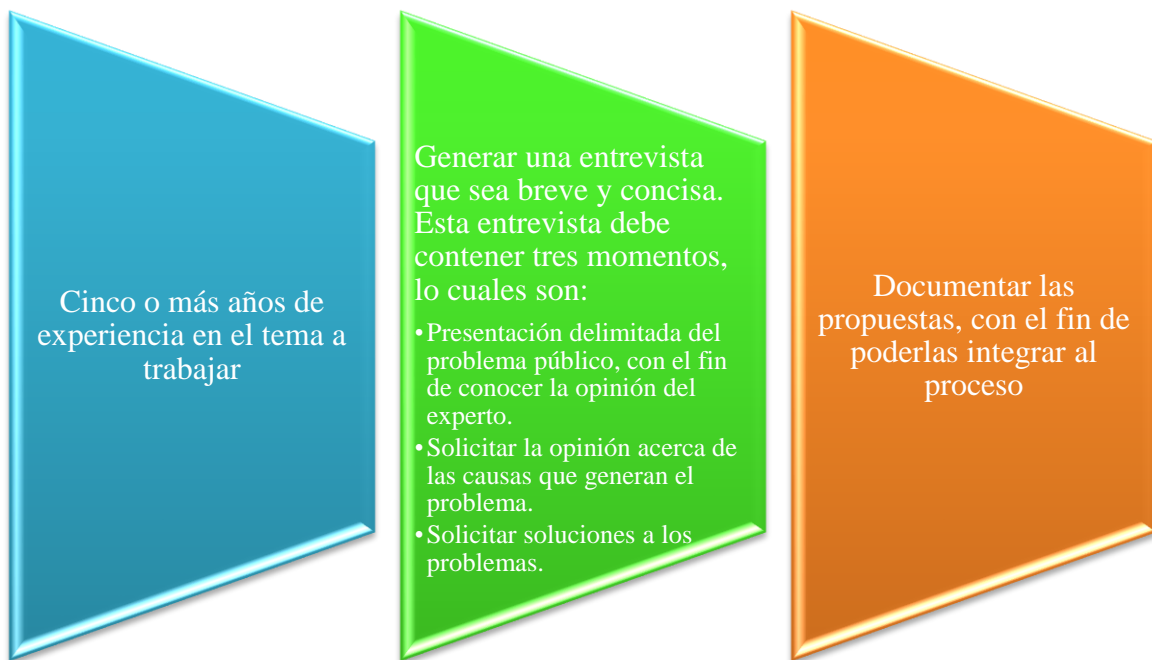 Cinco o más años de
experiencia en el tema a
trabajar
Generar una entrevista
que sea breve y concisa.
Esta entrevista debe
contener tres momentos,
lo cuales son:
•Presentación delimitada del
problema público, con el fin
de conocer la opinión del
experto.
•Solicitar la opinión acerca de
las causas que generan el
problema.
•Solicitar soluciones a los
problemas.
Documentar las
propuestas, con el fin de
poderlas integrar al
proceso